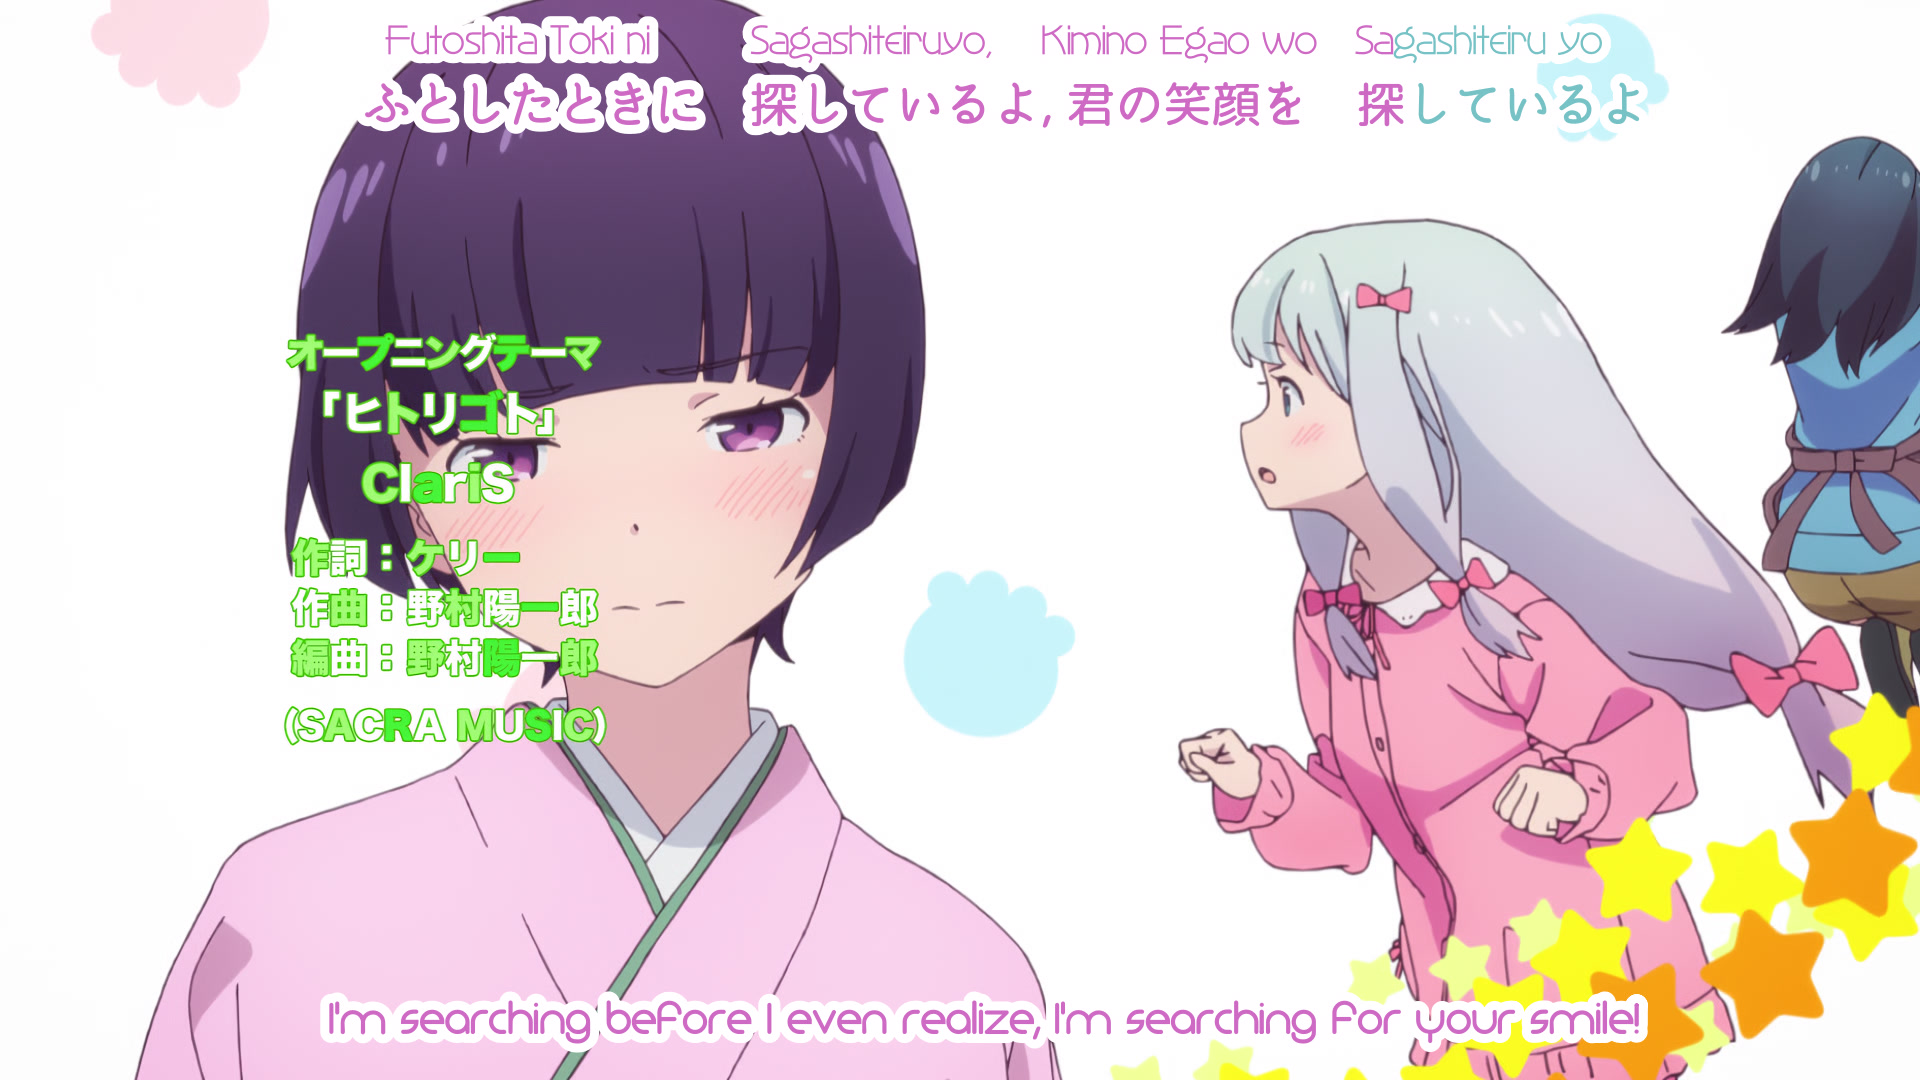 Futoshita Toki ni Sagashiteiruyo, Kimino Egao wo Sagashiteiru yo
ふとしたときに 探しているよ, 君の笑顔を 探しているよ
オープニングテーマ
「ヒトリゴト」
ClariS
作詞：ケリー
作曲：野村陽一郎
編曲：野村陽一郎
(SACRA MUSIC)
I'm searching before I even realize, I'm searching for your smile!